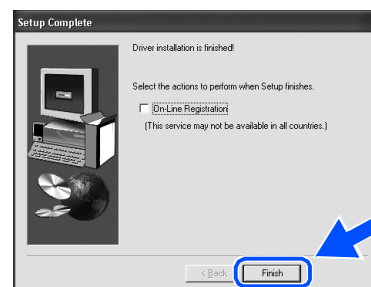 Setup Complete
Driver installation is finished!
Select the actions to perform when Setup finishes.
On-Line Registration
(This service may not be available in all countries.)
< Back
Finish